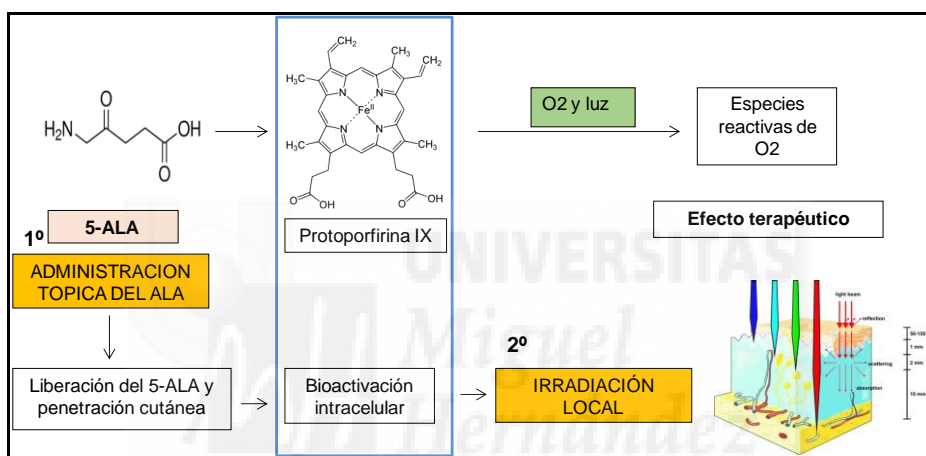 CH2
CH3
H3C
CH2
N
N
FeII
N
N
H3C
CH3
O
OH
O
OH
O
H2N
OH
O
O2 y luz
Especies
reactivas de
O2
5-ALA
Protoporfirina IX
Efecto terapéutico
1º
ADMINISTRACION
TOPICA DEL ALA
2º
Liberación del 5-ALA y
penetración cutánea
Bioactivación
intracelular
IRRADIACIÓN
LOCAL
light beam
reflection
scattering
absorption
1 mm
2 mm
10 mm
UNIVERSITAS
Miguel
Hernández